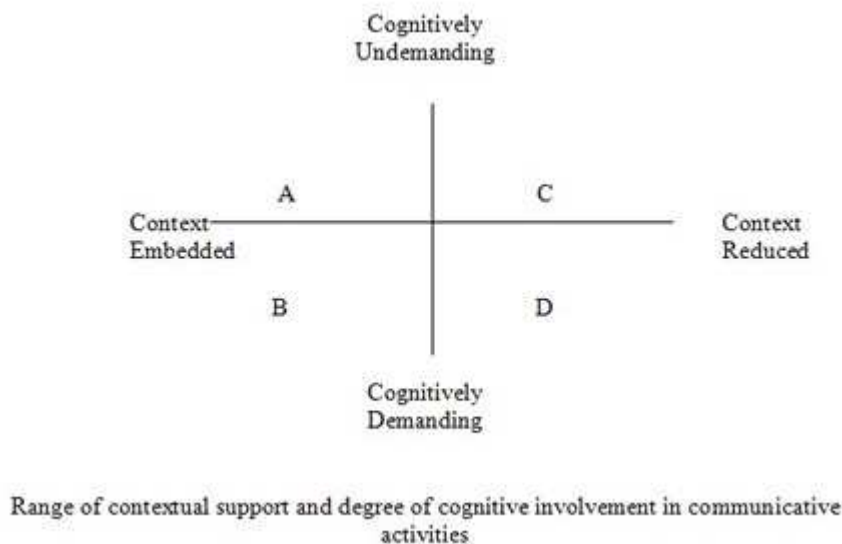 Cognitively
Undemanding
A
C
Context
Embedded
Context
Reduced
B
D
Cognitively
Demanding
Range of contextual support and degree of cognitive involvement in communicative
activities